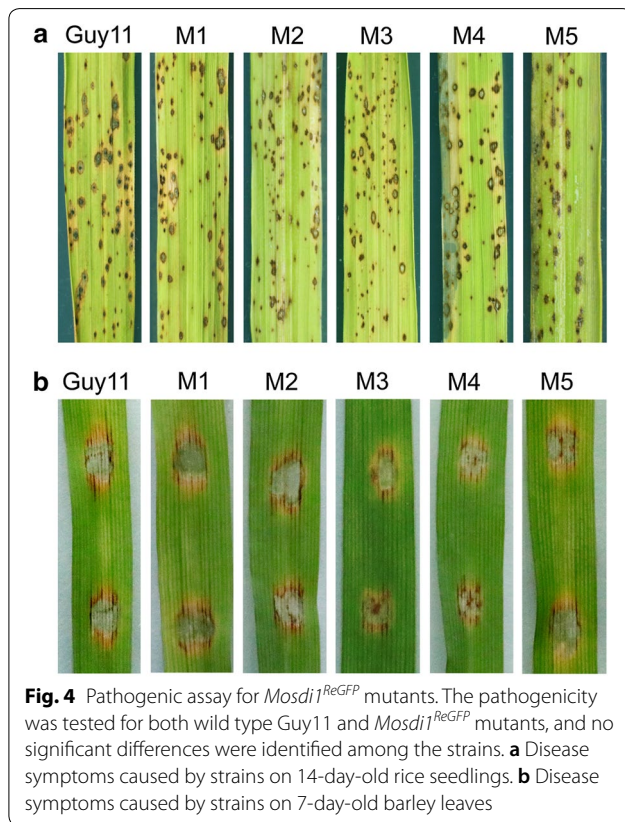 a Guy11 M1 M2 M3 M4 M5
b Guy11 M1 M2 M3 M4 M5
Fig. 4 Pathogenic assay for Mosdi1ReGFP mutants. The pathogenicity
was tested for both wild type Guy11 and Mosdi1ReGFP mutants, and no
significant differences were identified among the strains. a Disease
symptoms caused by strains on 14-day-old rice seedlings. b Disease
symptoms caused by strains on 7-day-old barley leaves